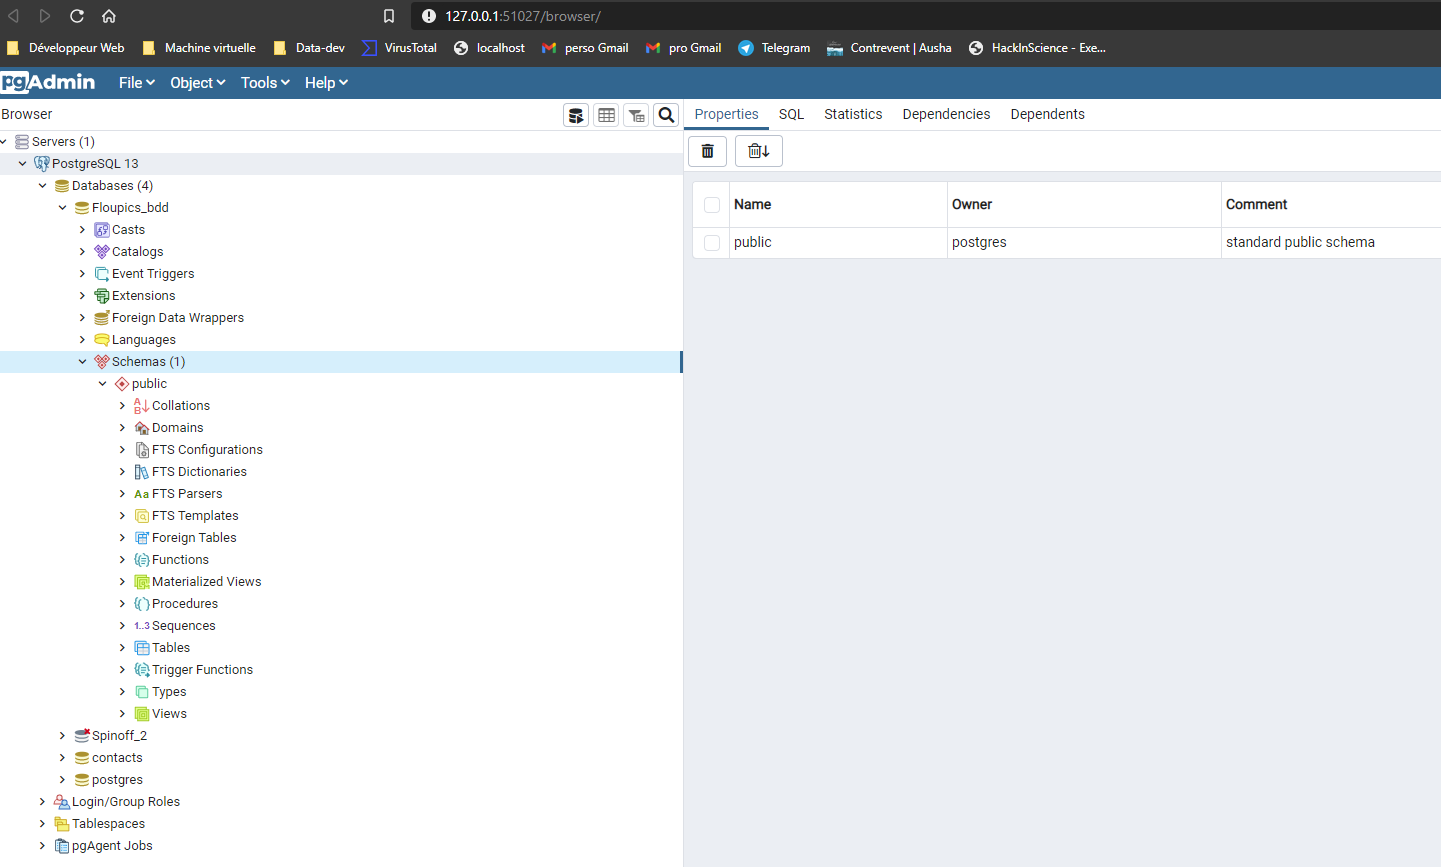 127.0.0.1:51027/browser/
Développeur Web Machine virtuelle Data-dev VirusTotal localhost perso Gmail pro Gmail Telegram Contrevent | Ausha HackInScience - Exe...
pgAdmin File Object Tools Help
Browser
Properties SQL Statistics Dependencies Dependents
Servers (1)
PostgreSQL 13
Databases (4)
Floupics_bdd
Casts
Catalogs
Event Triggers
Extensions
Foreign Data Wrappers
Languages
Schemas (1)
public
AB Collations
Domains
FTS Configurations
FTS Dictionaries
Aa FTS Parsers
FTS Templates
Foreign Tables
Functions
Materialized Views
Procedures
1..3 Sequences
Tables
Trigger Functions
Types
Views
Spinoff_2
contacts
postgres
Login/Group Roles
Tablespaces
pgAgent Jobs
Name Owner Comment
public postgres standard public schema